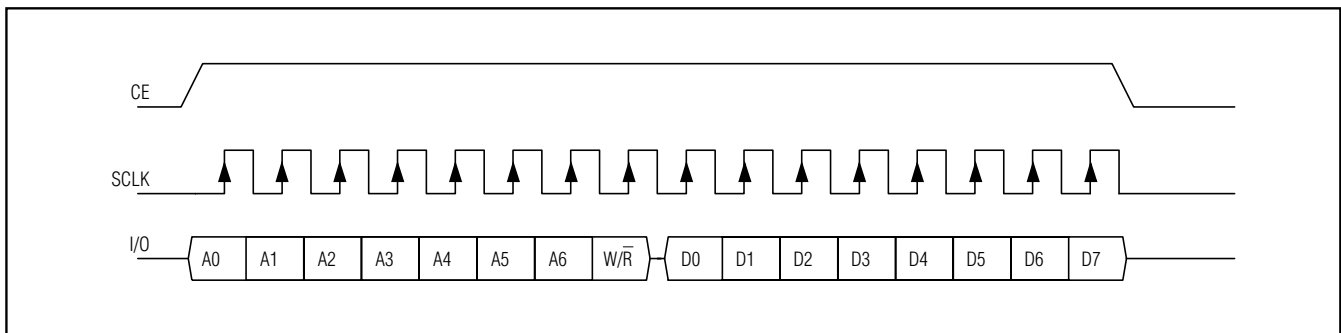 CE
SCLK
I/O A0 A1 A2 A3 A4 A5 A6 W/R̅ D0 D1 D2 D3 D4 D5 D6 D7